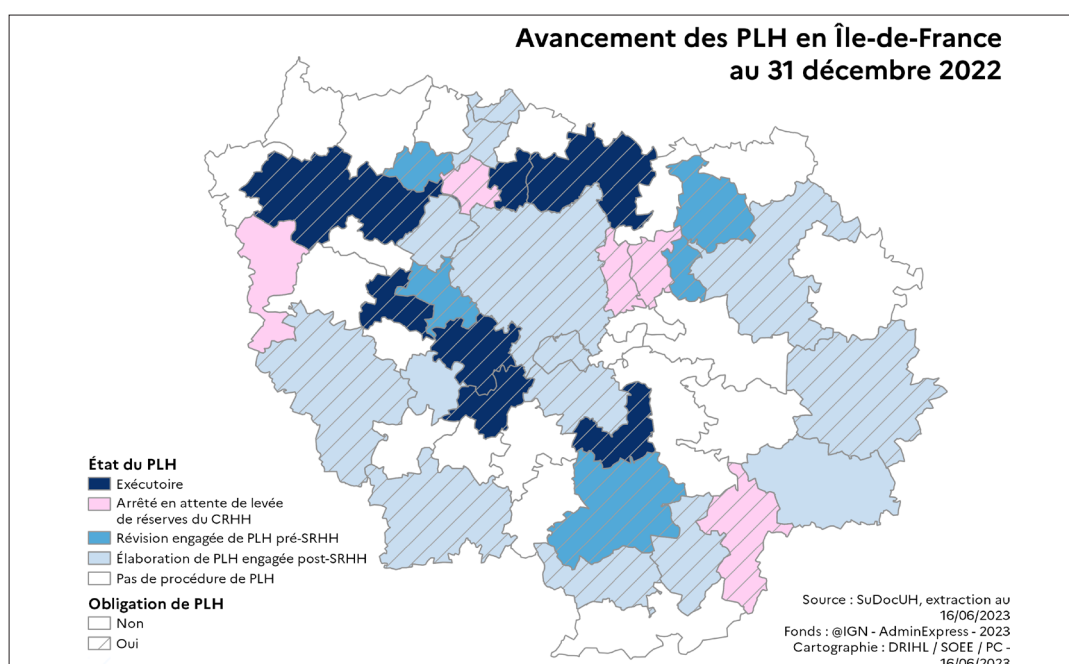 Avancement des PLH en Île-de-France
au 31 décembre 2022
État du PLH
Exécutoire
Arrêté en attente de levée
de réserves du CRHH
Révision engagée de PLH pré-SRHH
Élaboration de PLH engagée post-SRHH
Pas de procédure de PLH
Obligation de PLH
Non
Oui
Source : SuDocUH, extraction au
16/06/2023
Fonds : @IGN - AdminExpress - 2023
Cartographie : DRIHL / SOEE / PC -
16/06/2023